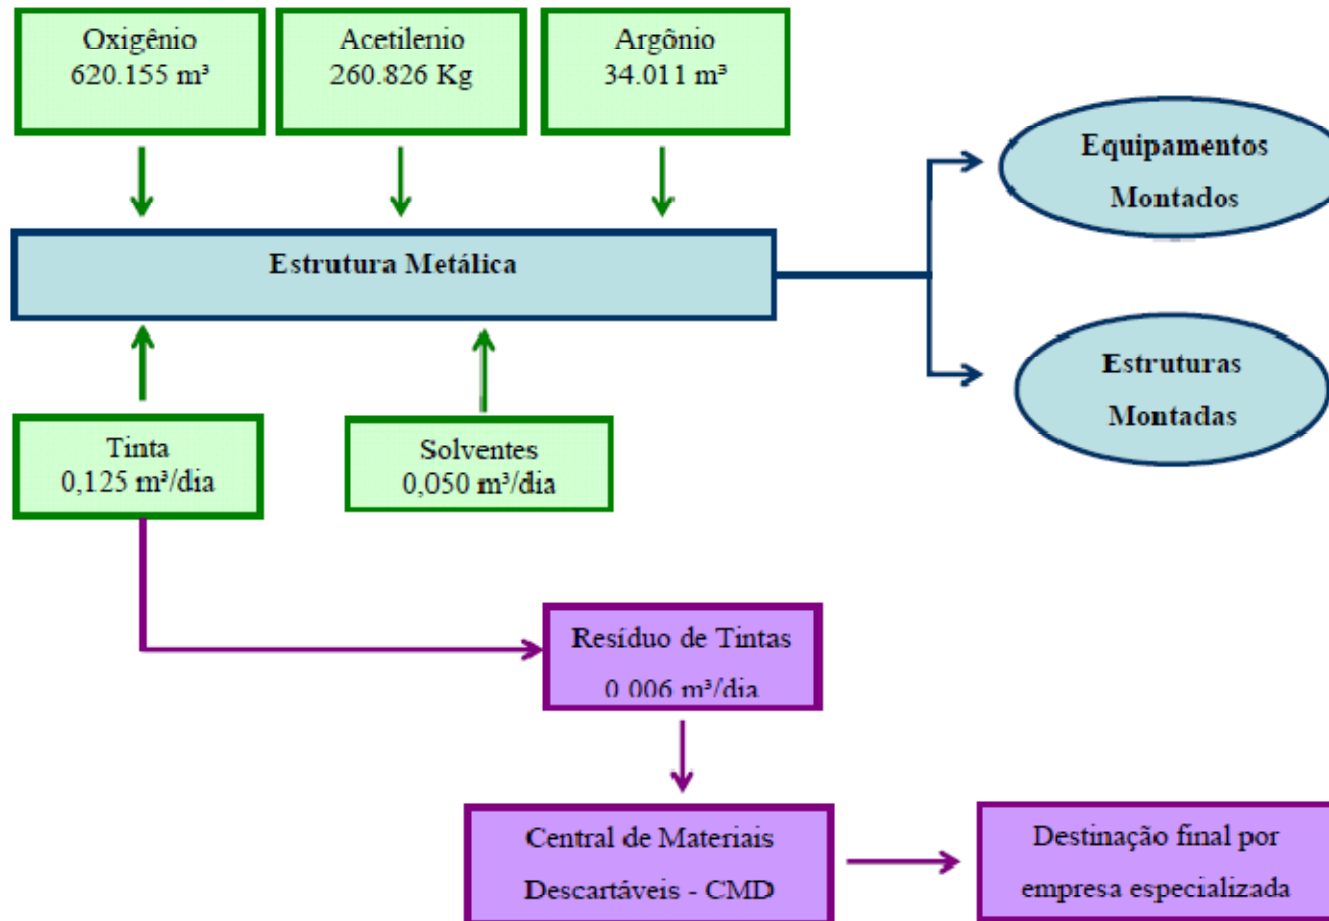 Oxigênio
620.155 m³
Acetilenio
260.826 Kg
Argônio
34.011 m³
Equipamentos
Montados
Estrutura Metálica
Estruturas
Montadas
Tinta
0,125 m³/dia
Solventes
0,050 m³/dia
Resíduo de Tintas
0.006 m³/dia
Central de Materiais
Descartáveis - CMD
Destinação final por
empresa especializada